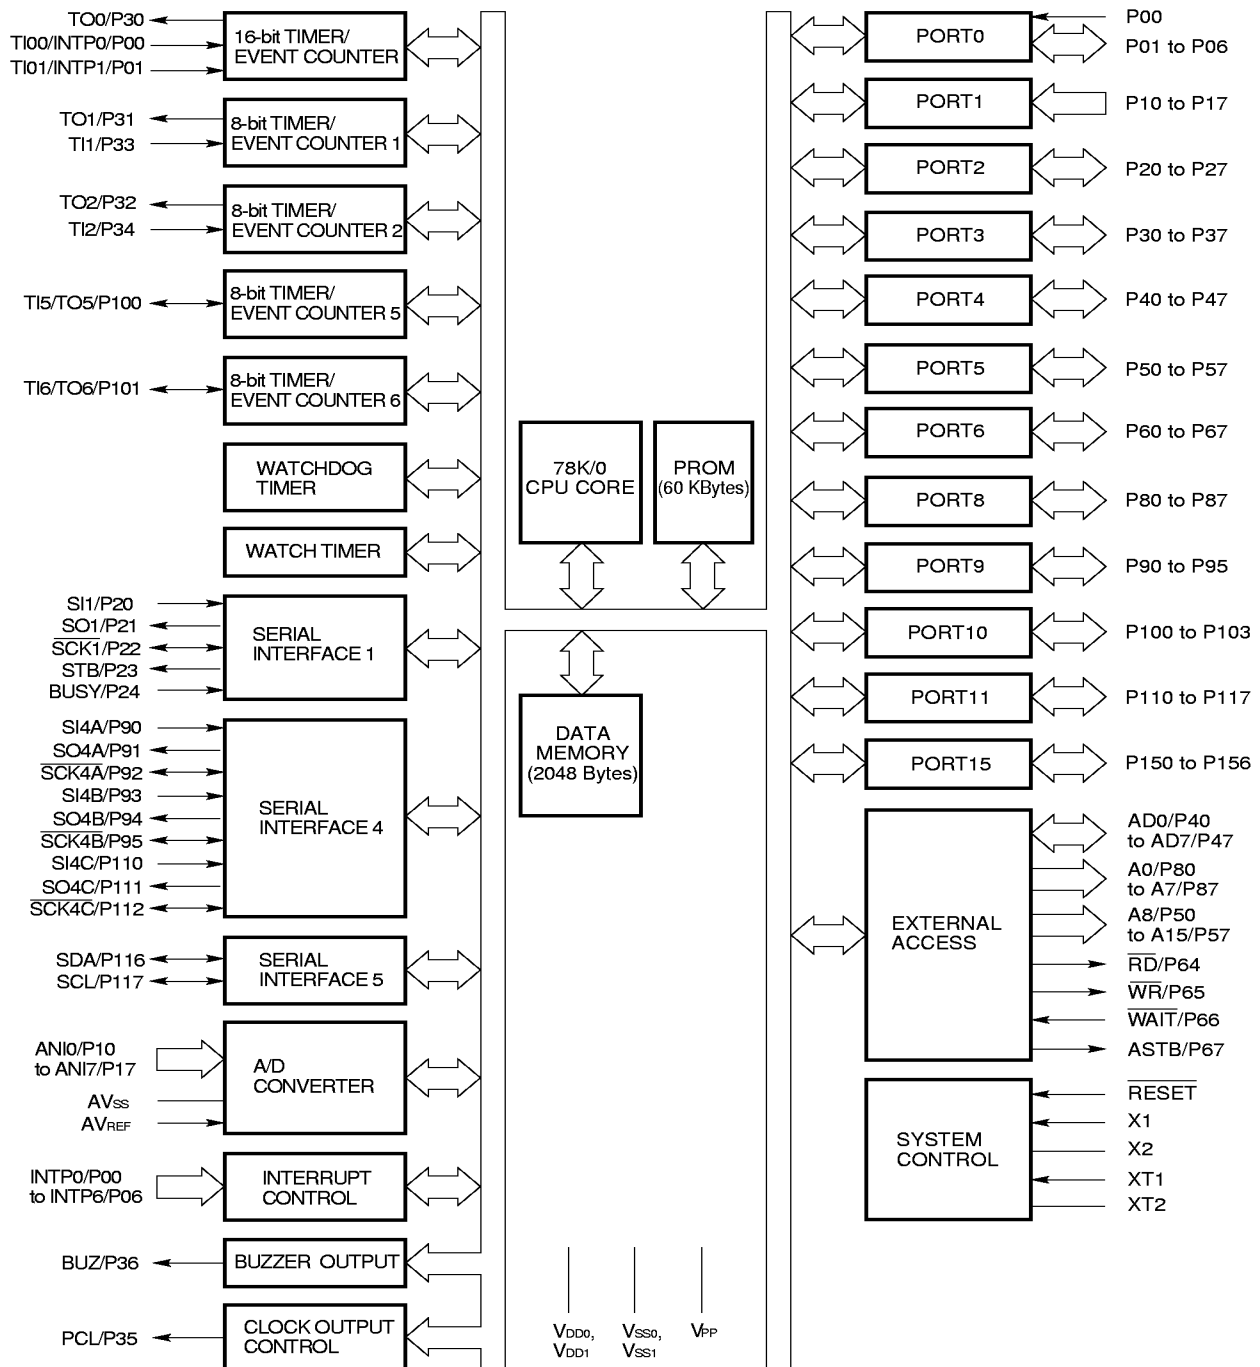 TO0/P30
TI00/INTP0/P00
TI01/INTP1/P01
16-bit TIMER/
EVENT COUNTER
TO1/P31
TI1/P33
8-bit TIMER/
EVENT COUNTER 1
TO2/P32
TI2/P34
8-bit TIMER/
EVENT COUNTER 2
TI5/TO5/P100
8-bit TIMER/
EVENT COUNTER 5
TI6/TO6/P101
8-bit TIMER/
EVENT COUNTER 6
WATCHDOG
TIMER
WATCH TIMER
SI1/P20
SO1/P21
SCK1/P22
STB/P23
BUSY/P24
SERIAL
INTERFACE 1
SI4A/P90
SO4A/P91
SCK4A/P92
SI4B/P93
SO4B/P94
SCK4B/P95
SI4C/P110
SO4C/P111
SCK4C/P112
SERIAL
INTERFACE 4
SDA/P116
SCL/P117
SERIAL
INTERFACE 5
ANI0/P10
to ANI7/P17
AVSS
AVREF
A/D
CONVERTER
INTP0/P00
to INTP6/P06
INTERRUPT
CONTROL
BUZ/P36
BUZZER OUTPUT
PCL/P35
CLOCK OUTPUT
CONTROL
78K/0
CPU CORE
PROM
(60 KBytes)
DATA
MEMORY
(2048 Bytes)
VDD0,
VDD1
VSS0,
VSS1
VPP
PORT0
P00
P01 to P06
PORT1
P10 to P17
PORT2
P20 to P27
PORT3
P30 to P37
PORT4
P40 to P47
PORT5
P50 to P57
PORT6
P60 to P67
PORT8
P80 to P87
PORT9
P90 to P95
PORT10
P100 to P103
PORT11
P110 to P117
PORT15
P150 to P156
EXTERNAL
ACCESS
AD0/P40
to AD7/P47
A0/P80
to A7/P87
A8/P50
to A15/P57
RD/P64
WR/P65
WAIT/P66
ASTB/P67
SYSTEM
CONTROL
RESET
X1
X2
XT1
XT2